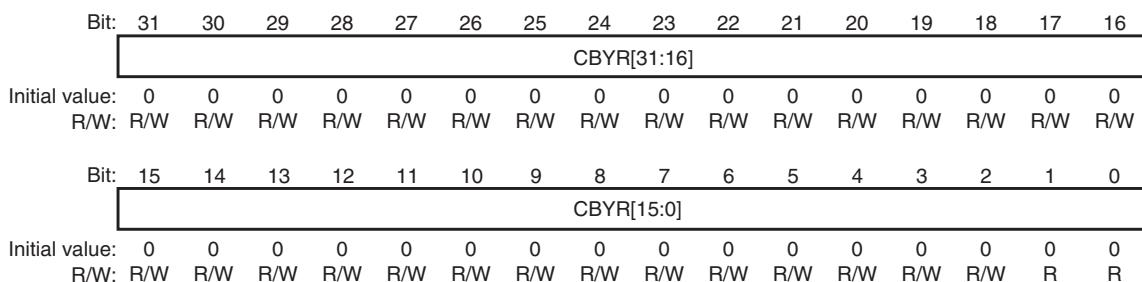 Bit: 31 30 29 28 27 26 25 24 23 22 21 20 19 18 17 16
CBYR[31:16]
Initial value: 0 0 0 0 0 0 0 0 0 0 0 0 0 0 0 0
R/W: R/W R/W R/W R/W R/W R/W R/W R/W R/W R/W R/W R/W R/W R/W R/W R/W
Bit: 15 14 13 12 11 10 9 8 7 6 5 4 3 2 1 0
CBYR[15:0]
Initial value: 0 0 0 0 0 0 0 0 0 0 0 0 0 0 0 0
R/W: R/W R/W R/W R/W R/W R/W R/W R/W R/W R/W R/W R/W R/W R/W R R